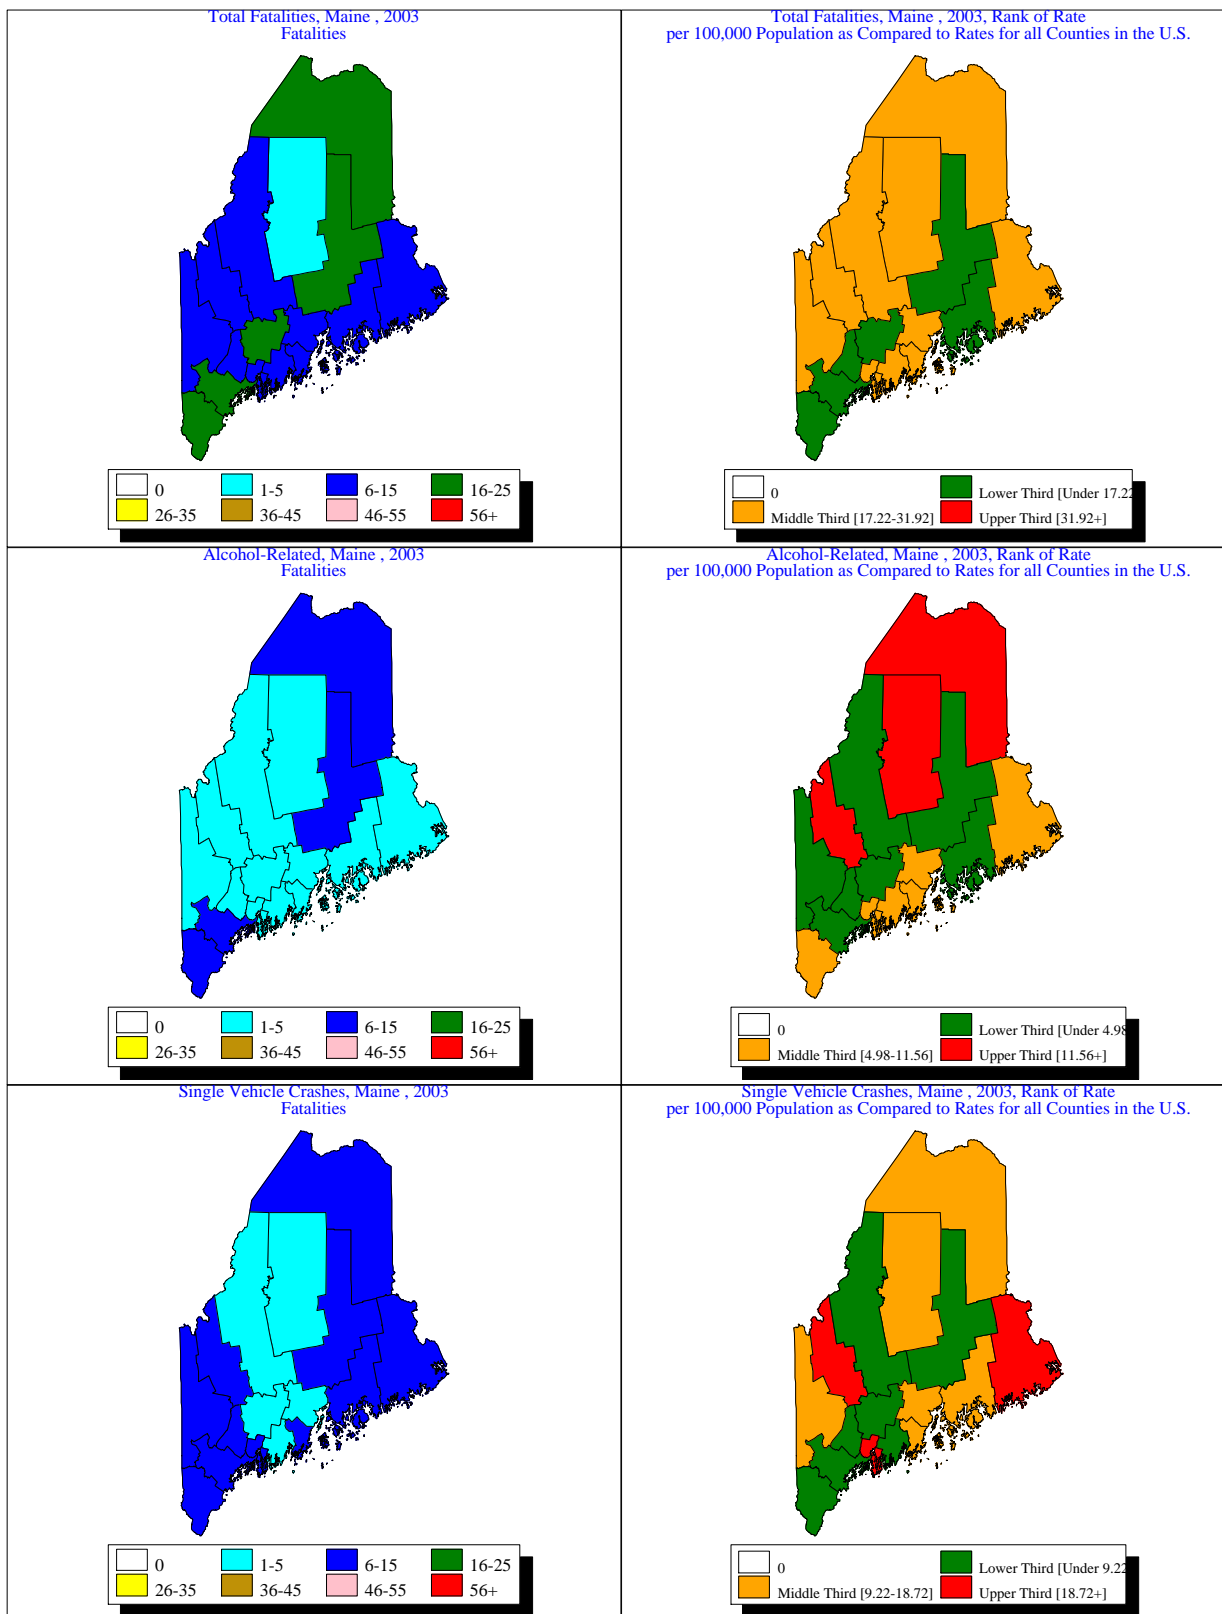 Total Fatalities, Maine , 2003
Fatalities
0
1-5
6-15
16-25
26-35
36-45
46-55
56+
Total Fatalities, Maine , 2003, Rank of Rate
per 100,000 Population as Compared to Rates for all Counties in the U.S.
0
Lower Third [Under 17.22
Middle Third [17.22-31.92]
Upper Third [31.92+]
Alcohol-Related, Maine , 2003
Fatalities
0
1-5
6-15
16-25
26-35
36-45
46-55
56+
Alcohol-Related, Maine , 2003, Rank of Rate
per 100,000 Population as Compared to Rates for all Counties in the U.S.
0
Lower Third [Under 4.98
Middle Third [4.98-11.56]
Upper Third [11.56+]
Single Vehicle Crashes, Maine , 2003
Fatalities
0
1-5
6-15
16-25
26-35
36-45
46-55
56+
Single Vehicle Crashes, Maine , 2003, Rank of Rate
per 100,000 Population as Compared to Rates for all Counties in the U.S.
0
Lower Third [Under 9.22
Middle Third [9.22-18.72]
Upper Third [18.72+]